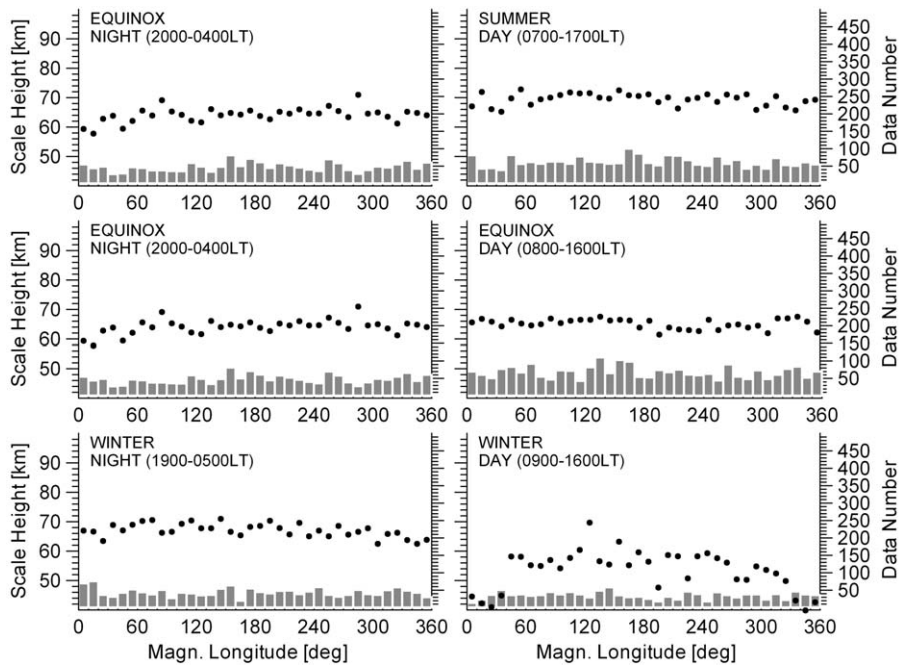 EQUINOX
NIGHT (2000-0400LT)
Scale Height [km]
90
80
70
60
50
0 60 120 180 240 300 360
SUMMER
DAY (0700-1700LT)
Data Number
450
400
350
300
250
200
150
100
50
0 60 120 180 240 300 360
EQUINOX
NIGHT (2000-0400LT)
Scale Height [km]
90
80
70
60
50
0 60 120 180 240 300 360
EQUINOX
DAY (0800-1600LT)
Data Number
450
400
350
300
250
200
150
100
50
0 60 120 180 240 300 360
WINTER
NIGHT (1900-0500LT)
Scale Height [km]
90
80
70
60
50
0 60 120 180 240 300 360
Magn. Longitude [deg]
WINTER
DAY (0900-1600LT)
Data Number
450
400
350
300
250
200
150
100
50
0 60 120 180 240 300 360
Magn. Longitude [deg]